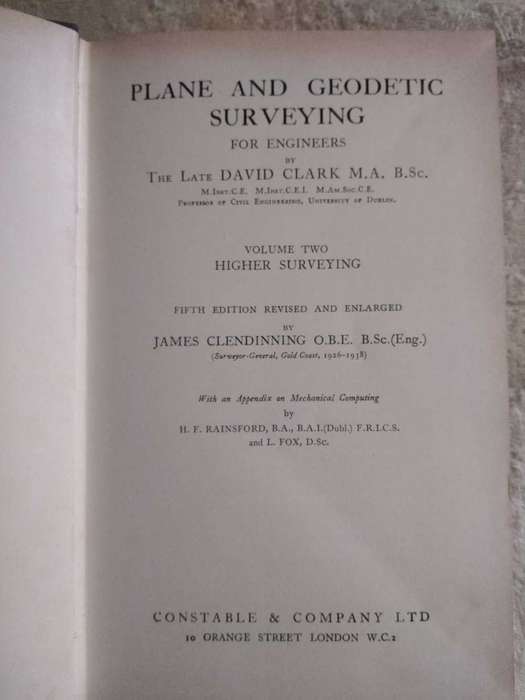 PLANE AND GEODETIC
SURVEYING
FOR ENGINEERS
BY
THE LATE DAVID CLARK M.A. B.Sc.
M.INST.C.E. M.INST.C.E.I. M.AM.SOC.C.E.
PROFESSOR OF CIVIL ENGINEERING, UNIVERSITY OF DUBLIN.
VOLUME TWO
HIGHER SURVEYING
FIFTH EDITION REVISED AND ENLARGED
BY
JAMES CLENDINNING O.B.E. B.Sc.(Eng.)
(Surveyor-General, Gold Coast, 1926-1938)
With an Appendix on Mechanical Computing
by
H. F. RAINSFORD, B.A., B.A.I.(Dubl.) F.R.I.C.S.
and L. FOX, D.Sc.
CONSTABLE & COMPANY LTD
10 ORANGE STREET LONDON W.C.2